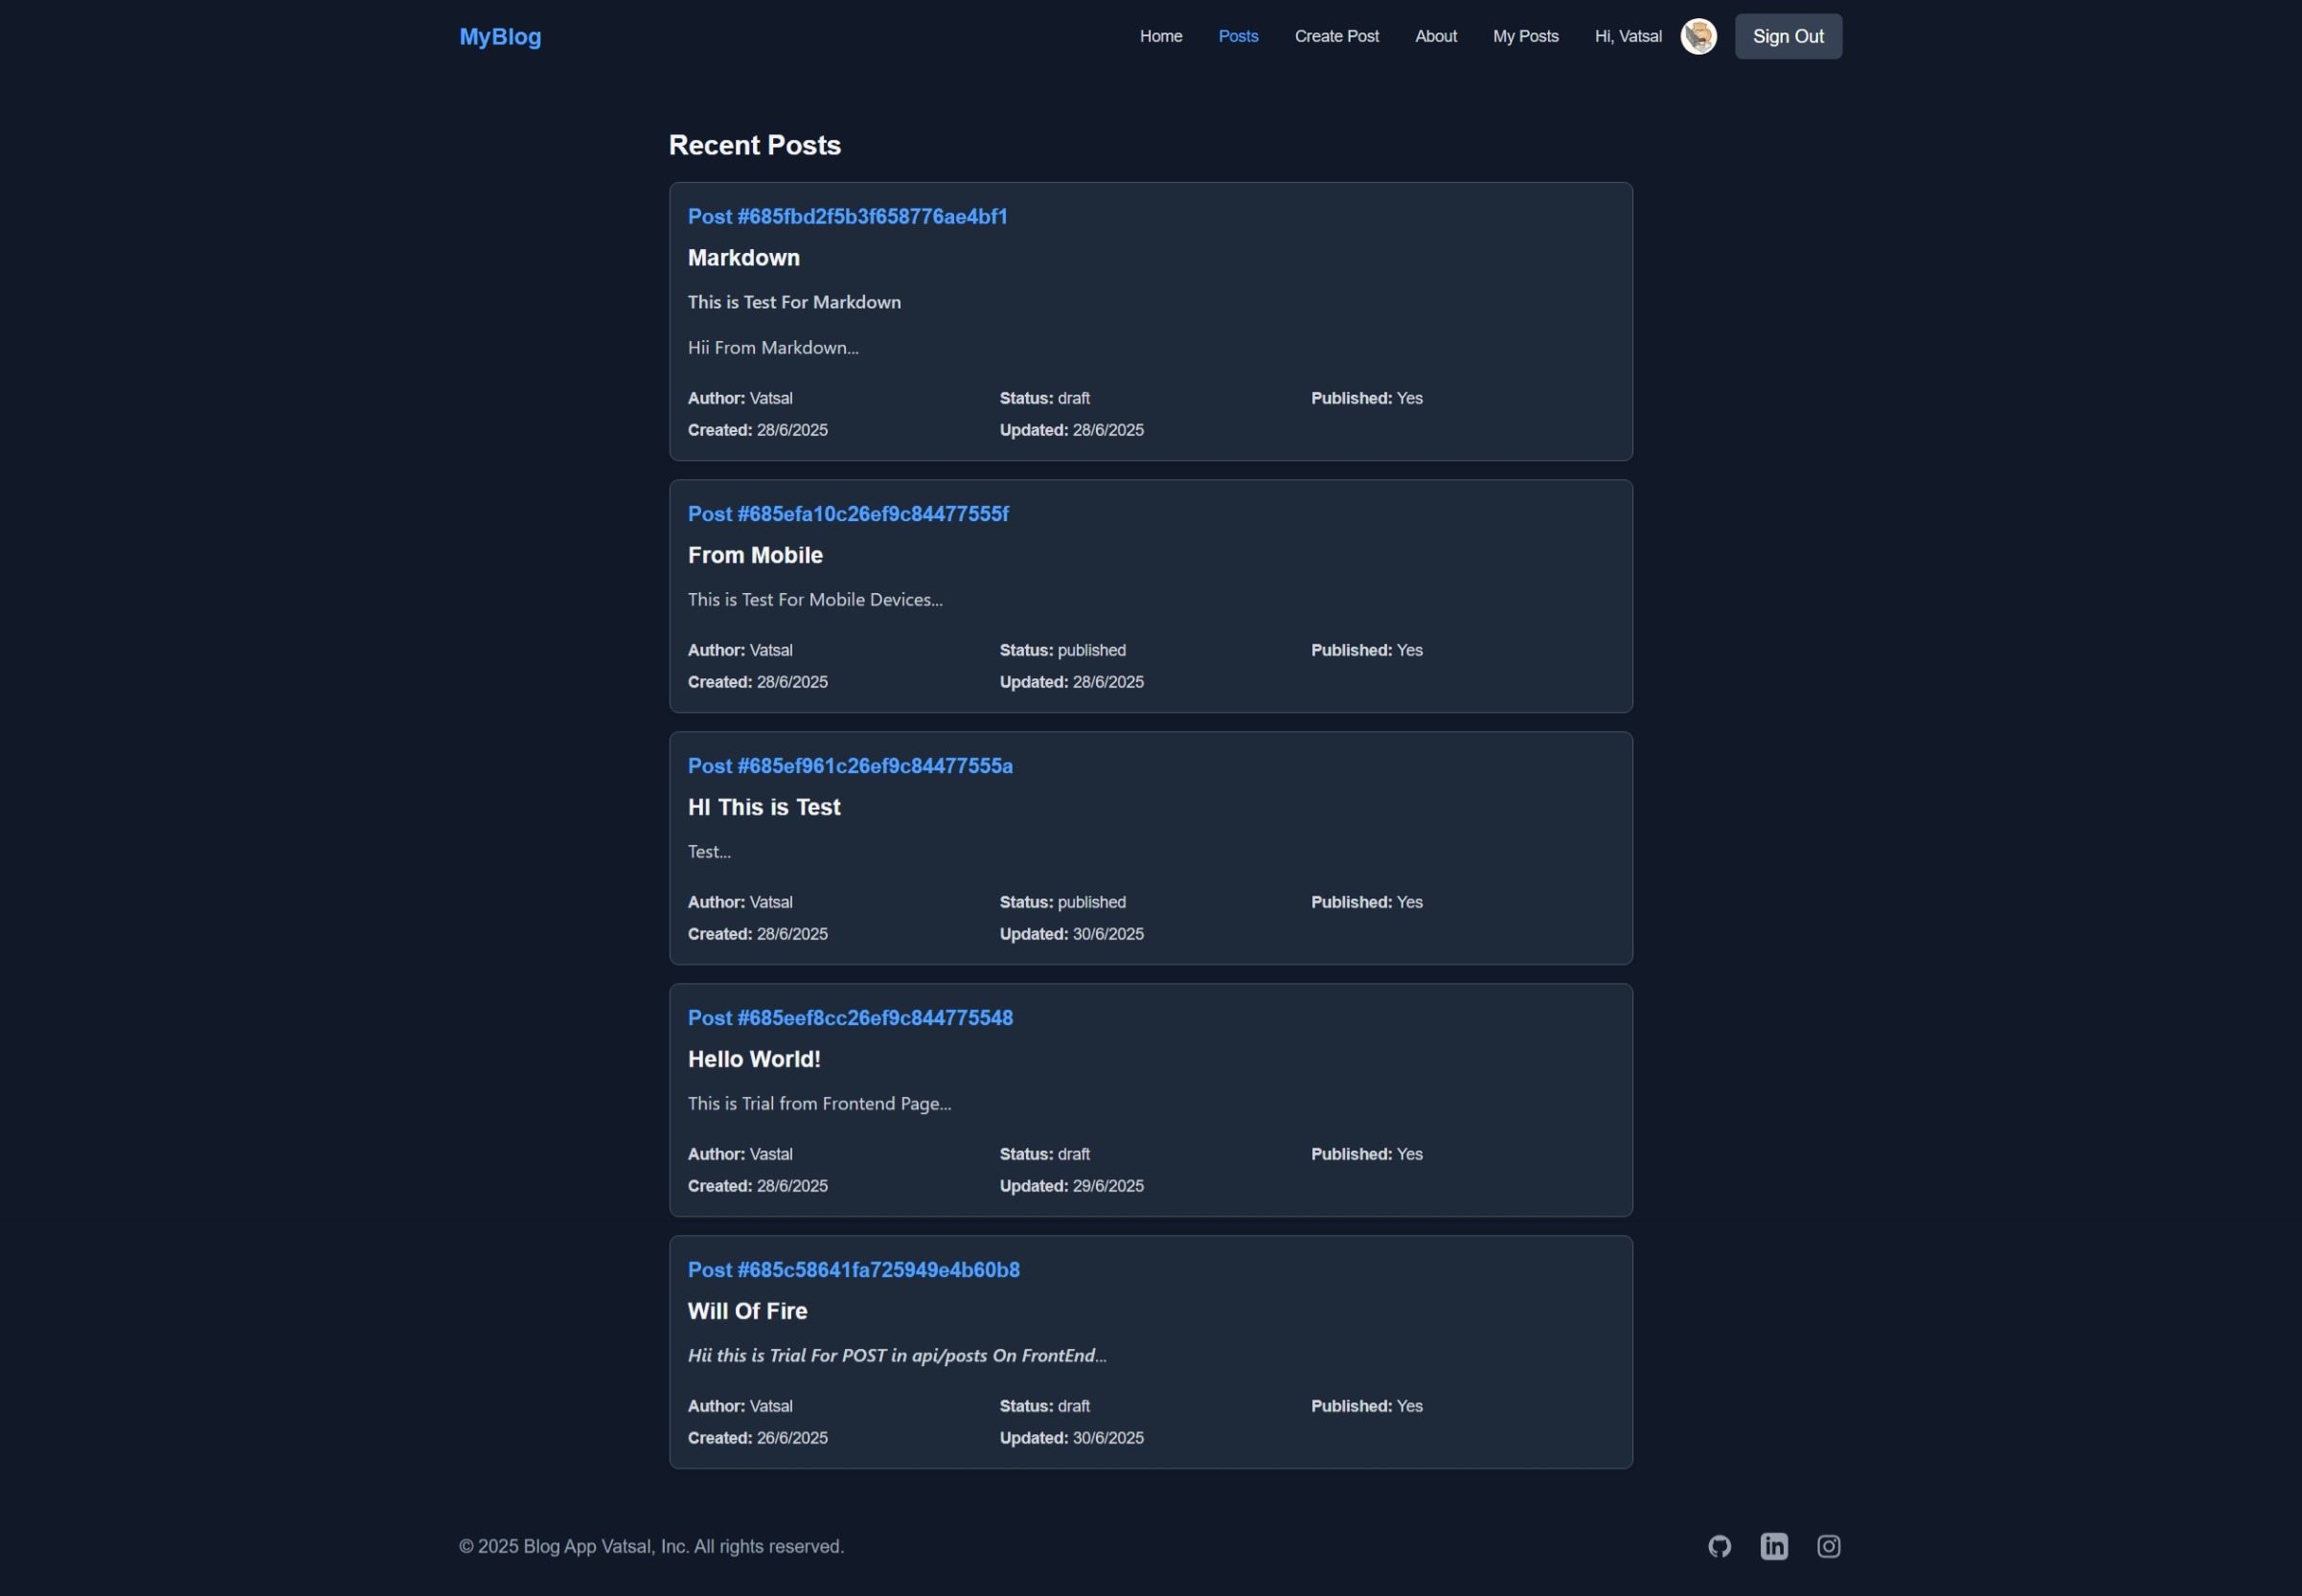 MyBlog
Home Posts Create Post About My Posts Hi, Vatsal Sign Out
Recent Posts
Post #685fbd2f5b3f658776ae4bf1
Markdown
This is Test For Markdown
Hii From Markdown...
Author: Vatsal Status: draft Published: Yes
Created: 28/6/2025 Updated: 28/6/2025
Post #685efa10c26ef9c84477555f
From Mobile
This is Test For Mobile Devices...
Author: Vatsal Status: published Published: Yes
Created: 28/6/2025 Updated: 28/6/2025
Post #685ef961c26ef9c84477555a
HI This is Test
Test...
Author: Vatsal Status: published Published: Yes
Created: 28/6/2025 Updated: 30/6/2025
Post #685eef8cc26ef9c844775548
Hello World!
This is Trial from Frontend Page...
Author: Vastal Status: draft Published: Yes
Created: 28/6/2025 Updated: 29/6/2025
Post #685c58641fa725949e4b60b8
Will Of Fire
Hii this is Trial For POST in api/posts On FrontEnd...
Author: Vatsal Status: draft Published: Yes
Created: 26/6/2025 Updated: 30/6/2025
© 2025 Blog App Vatsal, Inc. All rights reserved.